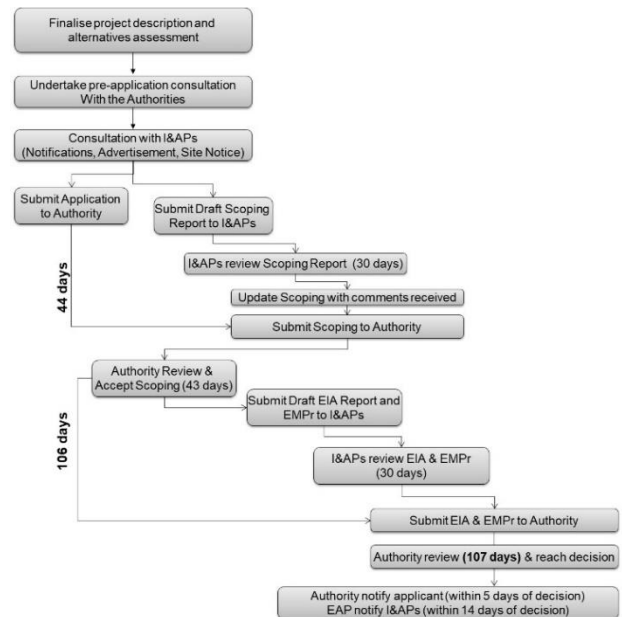 Finalise project description and
alternatives assessment
Undertake pre-application consultation
With the Authorities
Consultation with I&APs
(Notifications, Advertisement, Site Notice)
Submit Application
to Authority
Submit Draft Scoping
Report to I&APs
I&APs review Scoping Report (30 days)
44 days
Update Scoping with comments received
Submit Scoping to Authority
Authority Review &
Accept Scoping (43 days)
Submit Draft EIA Report and
EMPr to I&APs
106 days
I&APs review EIA & EMPr
(30 days)
Submit EIA & EMPr to Authority
Authority review (107 days) & reach decision
Authority notify applicant (within 5 days of decision)
EAP notify I&APs (within 14 days of decision)